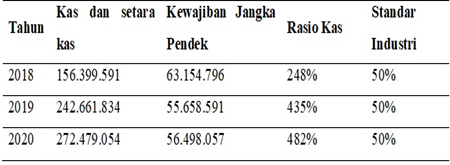 Tahun Kas dan setara kas Kewajiban Jangka Pendek Rasio Kas Standar Industri
2018 156.399.591 63.154.796 248% 50%
2019 242.661.834 55.658.591 435% 50%
2020 272.479.054 56.498.057 482% 50%